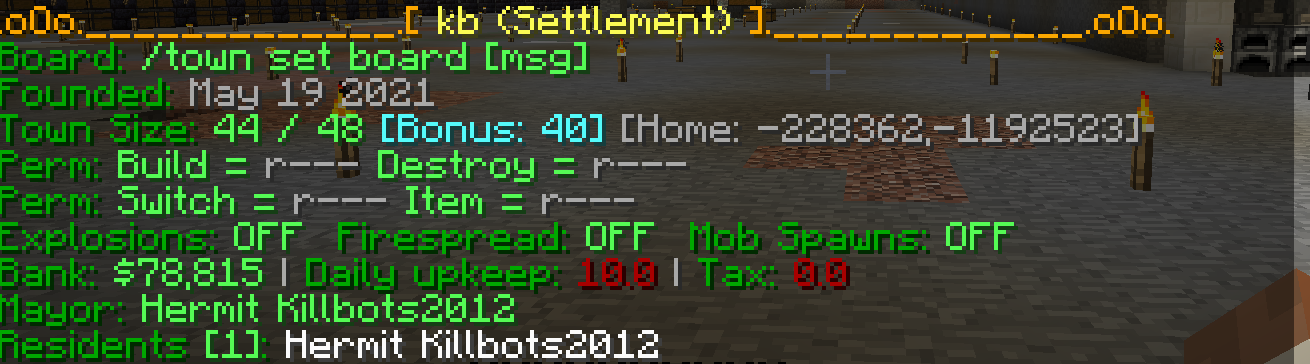 .oOo.______________.[ kb (Settlement) ].______________.oOo.
Board: /town set board [msg]
Founded: May 19 2021
Town Size: 44 / 48 [Bonus: 40] [Home: -228362,-1192523]
Perm: Build = r--- Destroy = r---
Perm: Switch = r--- Item = r---
Explosions: OFF  Firespread: OFF  Mob Spawns: OFF
Bank: $78,815 | Daily upkeep: 10.0 | Tax: 0.0
Mayor: Hermit Killbots2012
Residents [1]: Hermit Killbots2012